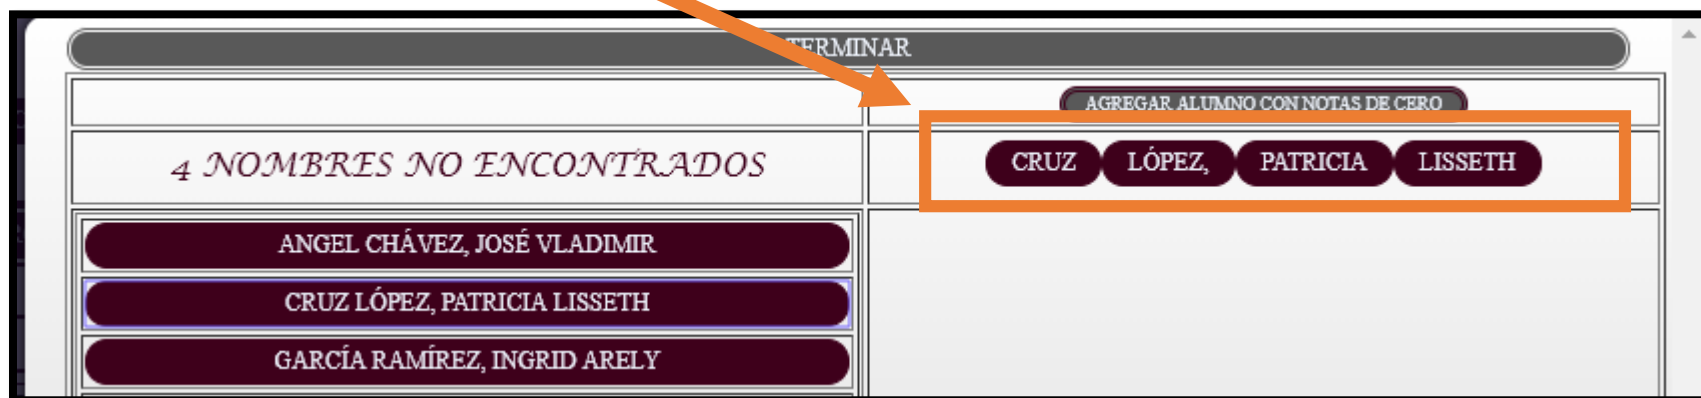 TERMINAR
AGREGAR ALUMNO CON NOTAS DE CERO
4 NOMBRES NO ENCONTRADOS
CRUZ LÓPEZ, PATRICIA LISSETH
ANGEL CHÁVEZ, JOSÉ VLADIMIR
CRUZ LÓPEZ, PATRICIA LISSETH
GARCÍA RAMÍREZ, INGRID ARELY